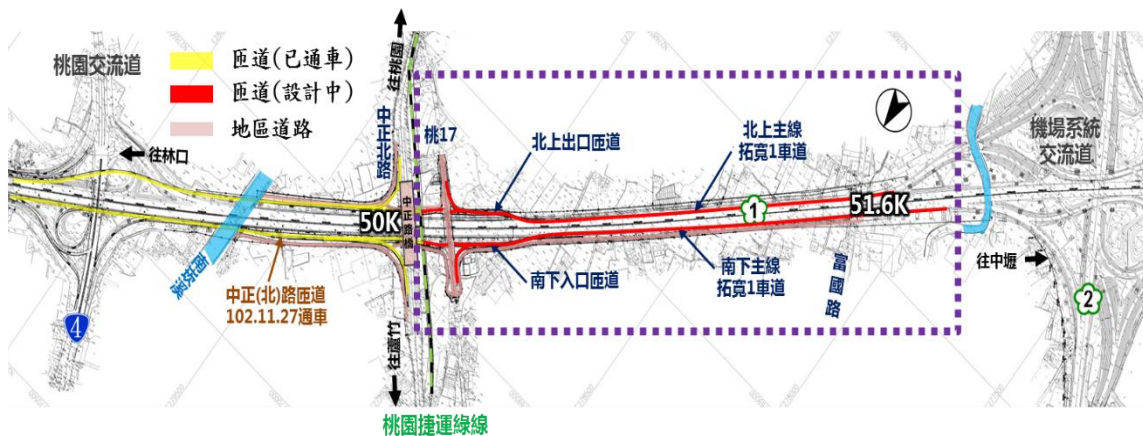 桃園交流道
匝道(已通車)
匝道(設計中)
地區道路
往桃園
往林口
中正北路
桃17
北上出口匝道
北上主線
拓寬1車道
機場系統
交流道
50K
中正路橋
1
51.6K
南崁溪
中正(北)路匝道
102.11.27通車
南下入口匝道
南下主線
拓寬1車道
富國路
往中壢
4
2
往蘆竹
桃園捷運綠線